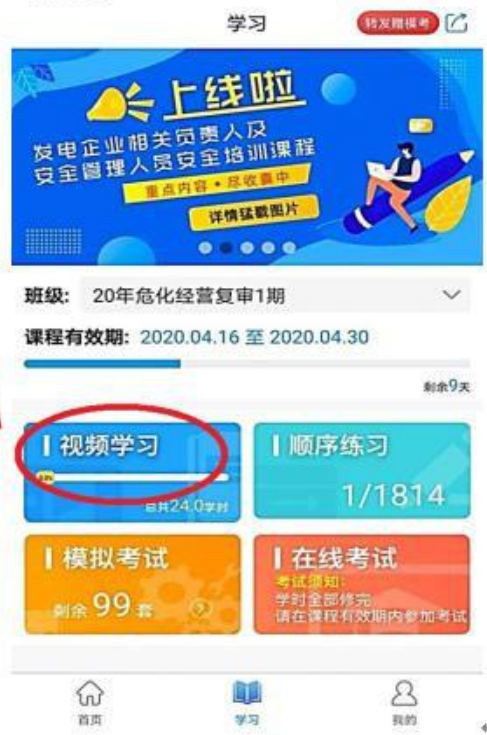 学习
转发赠模考
上线啦
发电企业相关负责人及
安全管理人员安全培训课程
重点内容·尽收囊中
详情猛戳图片
班级: 20年危化经营复审1期
课程有效期: 2020.04.16 至 2020.04.30
剩余9天
视频学习
总共24.0学时
顺序练习
1/1814
模拟考试
剩余 99 套
在线考试
考试须知:
学时全部修完
请在课程有效期内参加考试
首页
学习
我的